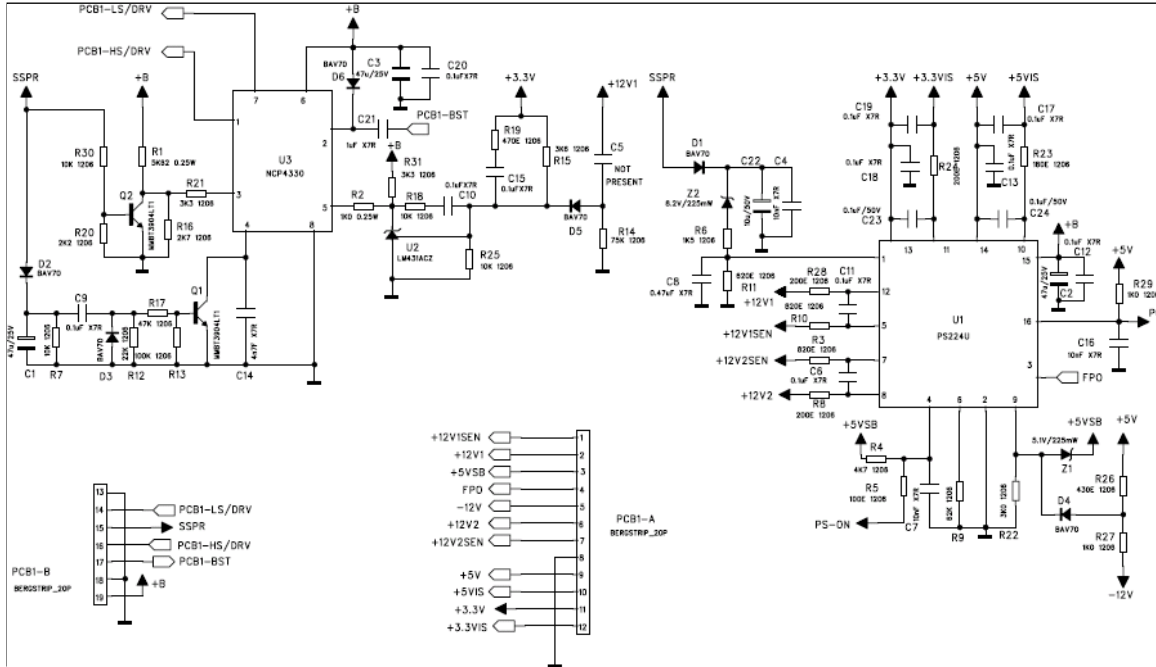 PCB1-LS/DRV
PCB1-HS/DRV
SSPR
+B
R30
10K 1206
R1
5K82 0.25W
Q2
MMBT3904LT1
R20
2K2 1206
R16
2K7 1206
R21
3K3 1206
D2
BAV70
C9
0.1uF X7R
R17
47K 1206
Q1
MMBT3904LT1
47u/25V
C1
10K 1206
R7
BAV70
D3
22K 1206
R12
100K 1206
R13
4n7F X7R
C14
7
6
1
2
3
5
4
8
U3
NCP4330
+B
BAV70
D6
C3
47u/25V
C20
0.1uFX7R
C21
1uF X7R
PCB1-BST
+B
R31
3K3 1206
R2
1K0 0.25W
R18
10K 1206
0.1uFX7R
C10
U2
LM431ACZ
R25
10K 1206
+3.3V
R19
470E 1206
C15
0.1uFX7R
3K6 1206
R15
+12V1
C5
NOT
PRESENT
BAV70
D5
R14
75K 1206
SSPR
D1
BAV70
C22
C4
Z2
6.2V/225mW
10u/50V
10nF X7R
R6
1K5 1206
C8
0.47uF X7R
820E 1206
R11
R28
200E 1206
C11
0.1uF X7R
+12V1
820E 1206
R10
+12V1SEN
R3
820E 1206
+12V2SEN
C6
0.1uF X7R
R8
200E 1206
+12V2
+3.3V
+3.3VIS
+5V
+5VIS
C19
0.1uF X7R
0.1uF X7R
C18
0.1uF/50V
C23
C17
0.1uF X7R
0.1uF X7R
C13
R23
180E 1206
0.1uF/50V
C24
13
11
14
10
1
12
5
7
8
15
16
3
4
6
2
9
U1
PS224U
+B
0.1uF X7R
C12
47u/25V
C2
+5V
R29
1K0 1206
C16
10nF X7R
FPO
+5VSB
R4
4K7 1206
R5
100E 1206
PS-ON
10nF X7R
C7
82K 1206
R9
3K0 1206
R22
5.1V/225mW
Z1
+5VSB
+5V
R26
430E 1206
D4
BAV70
R27
1K0 1206
-12V
+12V1SEN
+12V1
+5VSB
FPO
-12V
+12V2
+12V2SEN
+5V
+5VIS
+3.3V
+3.3VIS
1
2
3
4
5
6
7
8
9
10
11
12
PCB1-A
BERGSTRIP_20P
13
14
15
16
17
18
19
PCB1-LS/DRV
SSPR
PCB1-HS/DRV
PCB1-BST
+B
PCB1-B
BERGSTRIP_20P